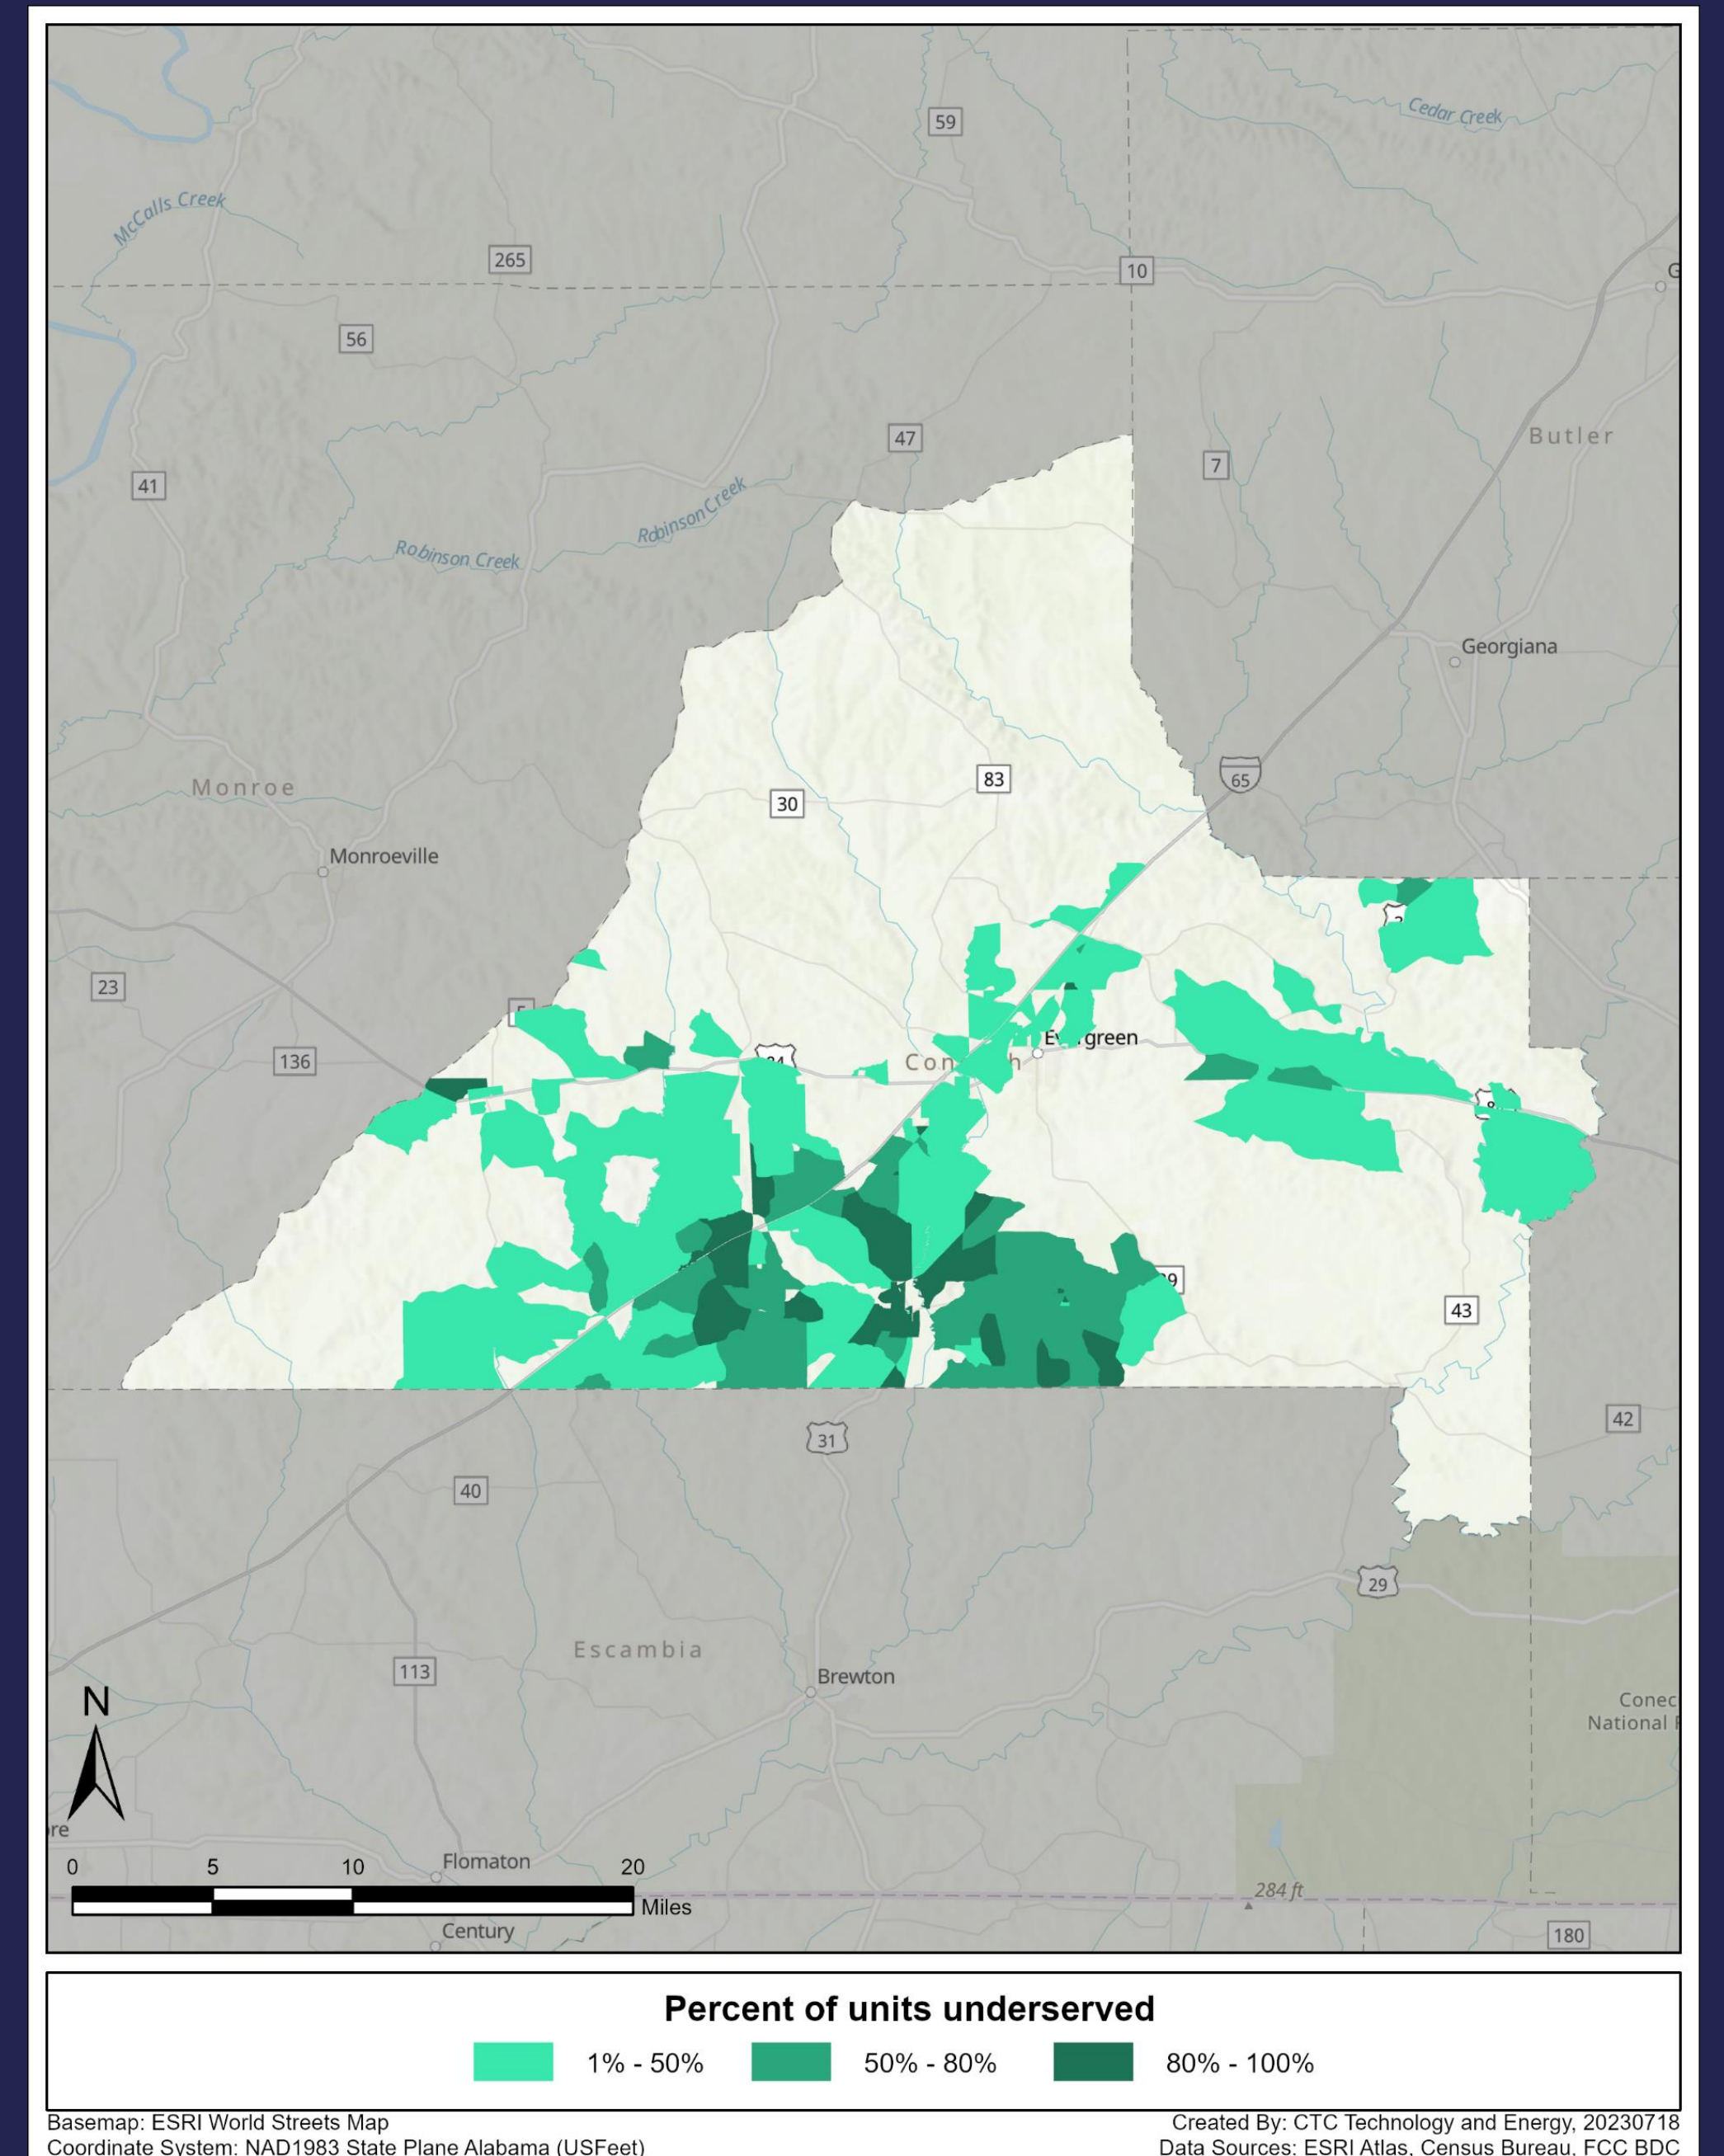 59
Cedar Creek
McCalls Creek
265
10
G
56
47
Butler
7
41
Robinson Creek
Robinson Creek
Georgiana
65
Monroe
83
30
Monroeville
23
136
Evergreen
Con h
43
42
31
40
29
Escambia
113
Brewton
N
Conec
National F
re
0 5 10 20
Miles
Flomaton
284 ft
Century
180
Percent of units underserved
1% - 50% 50% - 80% 80% - 100%
Basemap: ESRI World Streets Map
Created By: CTC Technology and Energy, 20230718
Coordinate System: NAD1983 State Plane Alabama (USFeet)
Data Sources: ESRI Atlas, Census Bureau, FCC BDC